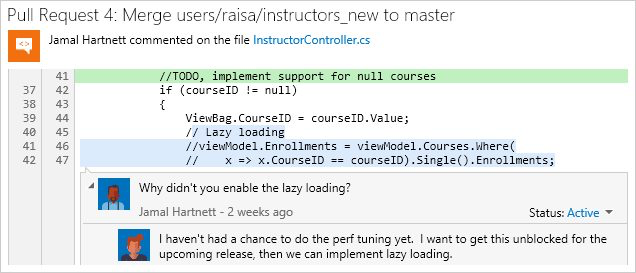 Pull Request 4: Merge users/raisa/instructors_new to master
Jamal Hartnett commented on the file InstructorController.cs
41 //TODO, implement support for null courses
37 42 if (courseID != null)
38 43 {
39 44 ViewBag.CourseID = courseID.Value;
40 45 // Lazy loading
41 46 //viewModel.Enrollments = viewModel.Courses.Where(
42 47 // x => x.CourseID == courseID).Single().Enrollments;
Why didn't you enable the lazy loading?
Jamal Hartnett - 2 weeks ago Status: Active
I haven't had a chance to do the perf tuning yet. I want to get this unblocked for the
upcoming release, then we can implement lazy loading.